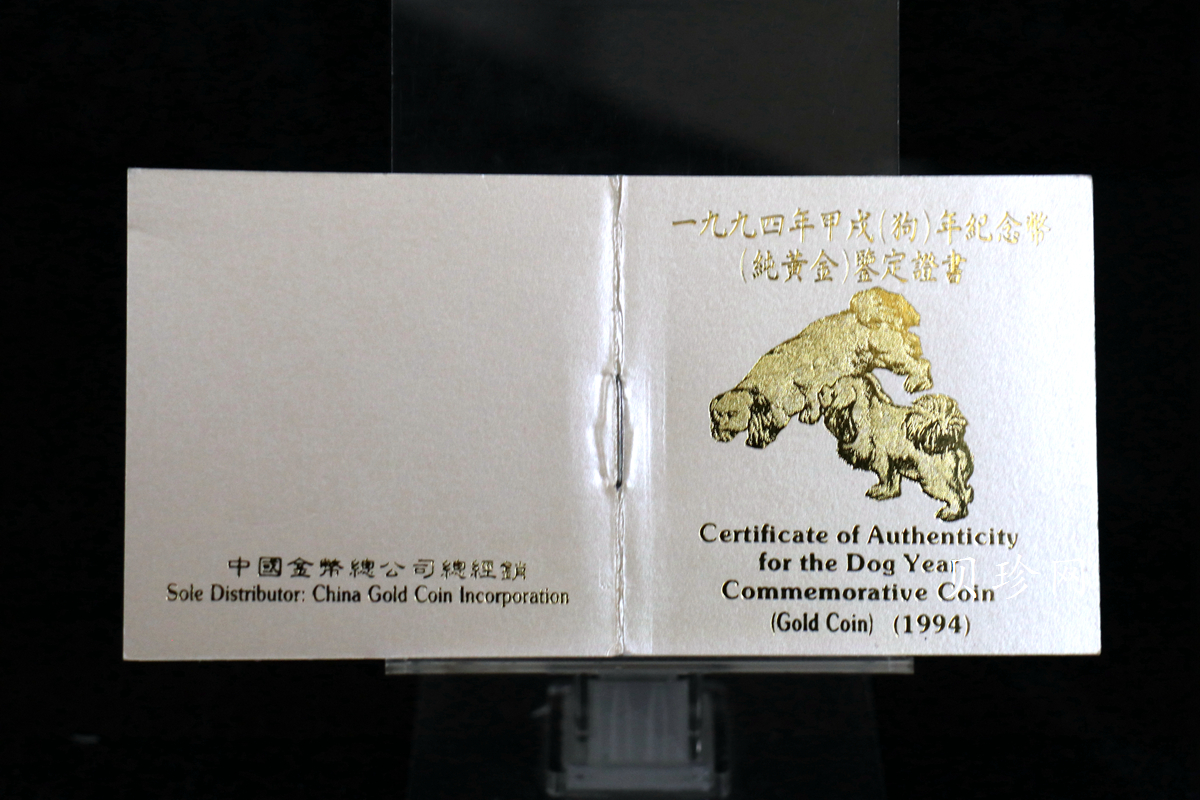 一九九四年甲戌(狗)年紀念幣
(純黃金)鑒定證書
Certificate of Authenticity
for the Dog Year
Commemorative Coin
(Gold Coin) (1994)
中國金幣總公司總經銷
Sole Distributor: China Gold Coin Incorporation